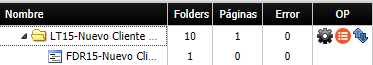 Nombre Folders Páginas Error OP
LT15-Nuevo Cliente ... 10 1 0
FDR15-Nuevo Cli... 1 0 0